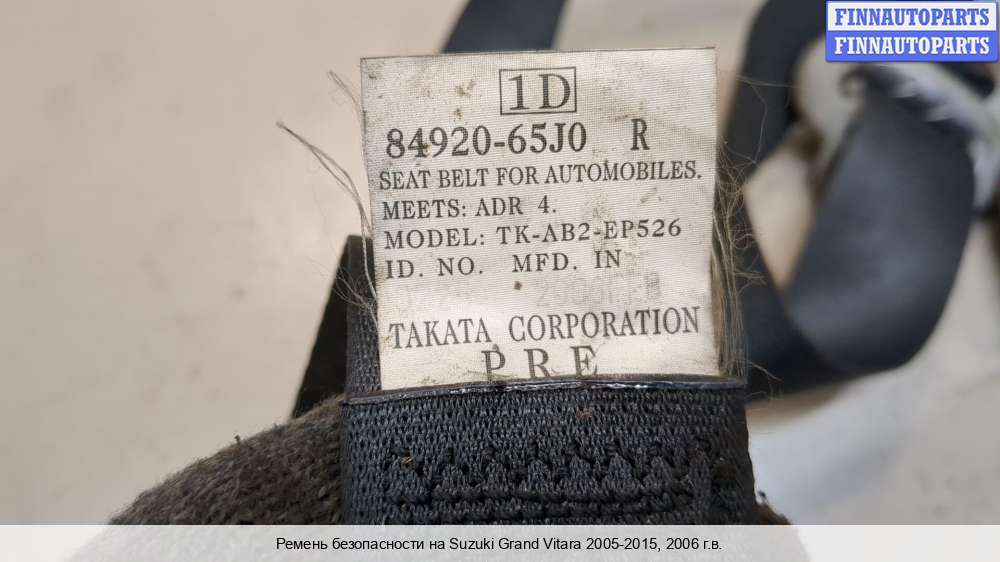 FINNAUTOPARTS
FINNAUTOPARTS
1D
84920-65J0 R
SEAT BELT FOR AUTOMOBILES.
MEETS: ADR 4.
MODEL: TK-AB2-EP526
ID. NO. MFD. IN
TAKATA CORPORATION
PRE
Ремень безопасности на Suzuki Grand Vitara 2005-2015, 2006 г.в.